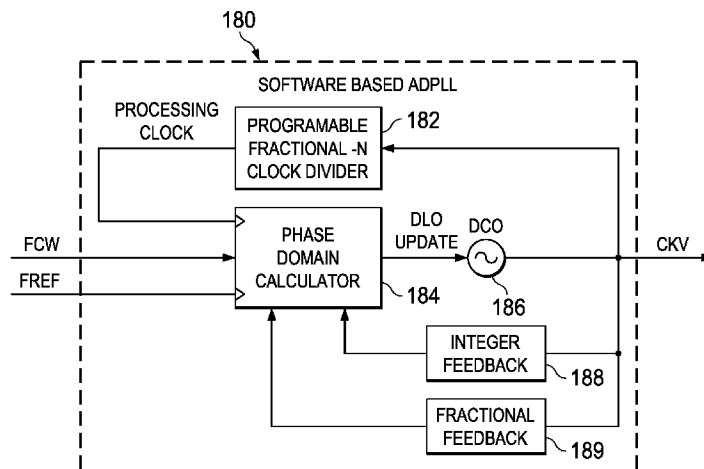 180
SOFTWARE BASED ADPLL
PROCESSING
CLOCK
PROGRAMABLE
FRACTIONAL -N
CLOCK DIVIDER
182
FCW
FREF
PHASE
DOMAIN
CALCULATOR
184
DLO
UPDATE
DCO
186
CKV
INTEGER
FEEDBACK
188
FRACTIONAL
FEEDBACK
189